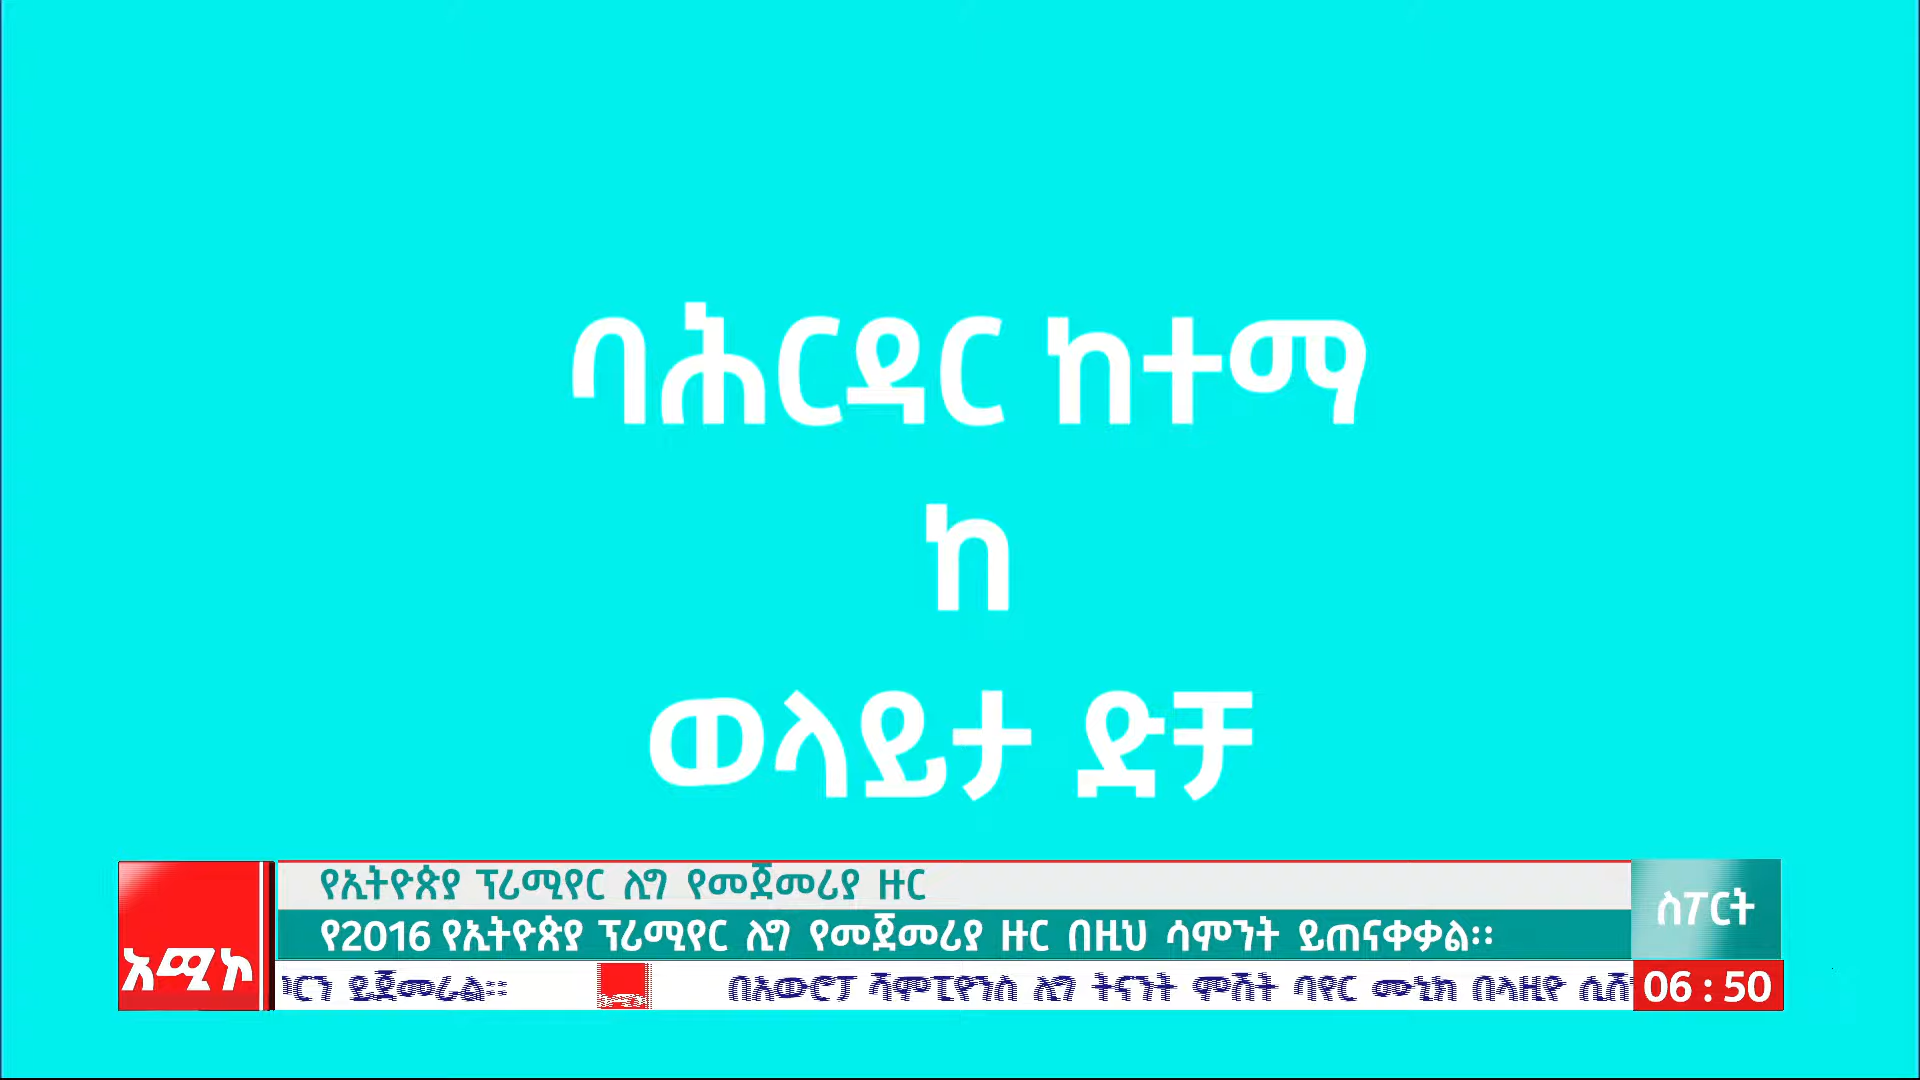 ባሕርዳር ከተማ
ከ
ወላይታ ድቻ
የኢትዮጵያ ፕሪሚየር ሊግ የመጀመሪያ ዙር
ስፖርት
የ2016 የኢትዮጵያ ፕሪሚየር ሊግ የመጀመሪያ ዙር በዚህ ሳምንት ይጠናቀቃል፡፡
አሚኮ
ይጀመራል፡፡ በአውሮፓ ሻምፒዮንስ ሊግ ትናንት ምሽት ባየር ሙኒክ በላዚዮ
06:50